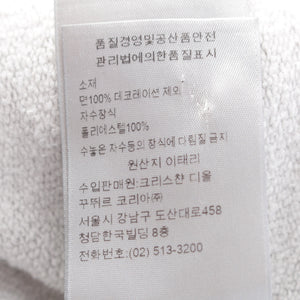 품질경영및공산품안전
관리법에의한품질표시
소재
면100% 데코레이션 제외
자수장식
폴리에스텔100%
수놓은 자수등의 장식에 다림질 금지
원산지 이태리
수입판매원:크리스챤 디올
꾸뛰르 코리아㈜
서울시 강남구 도산대로458
청담한국빌딩 8층
전화번호:(02) 513-3200